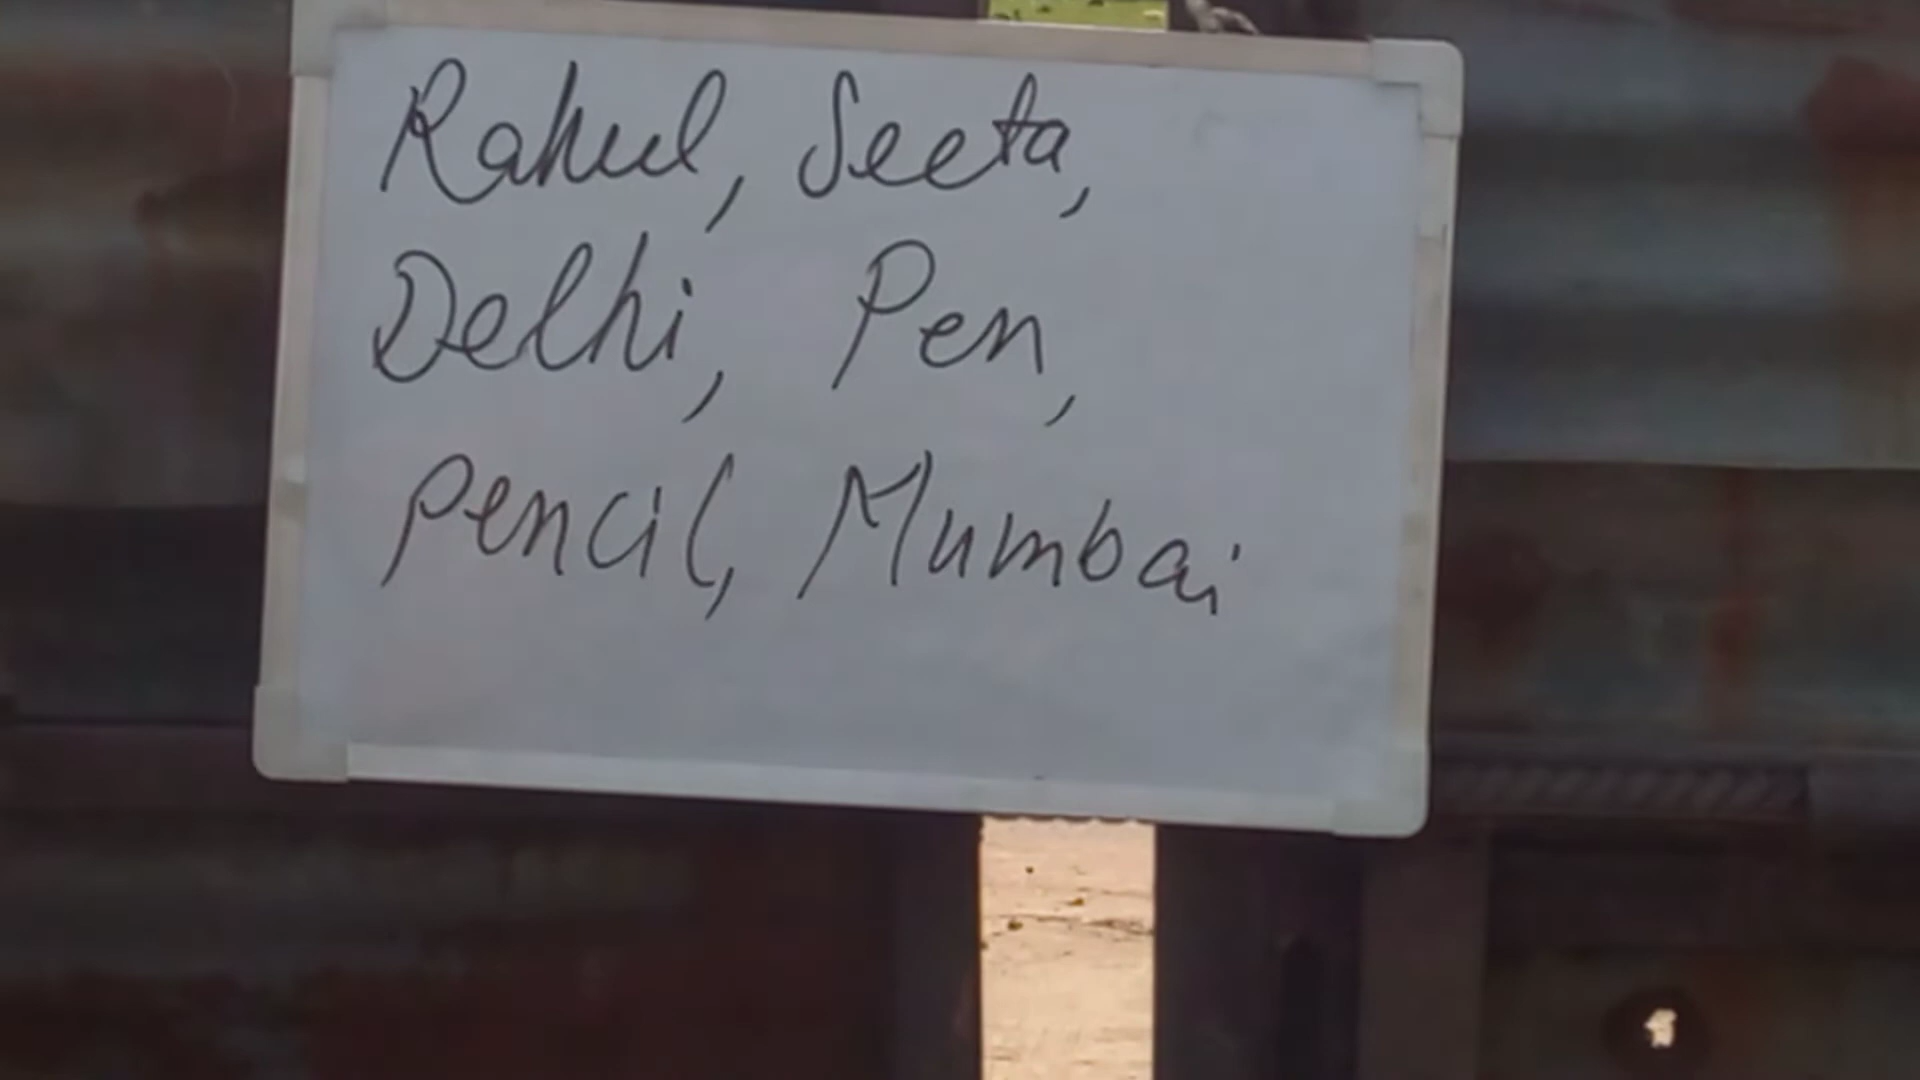 Rahul, Seeta,
Delhi, Pen,
pencil, Mumbai